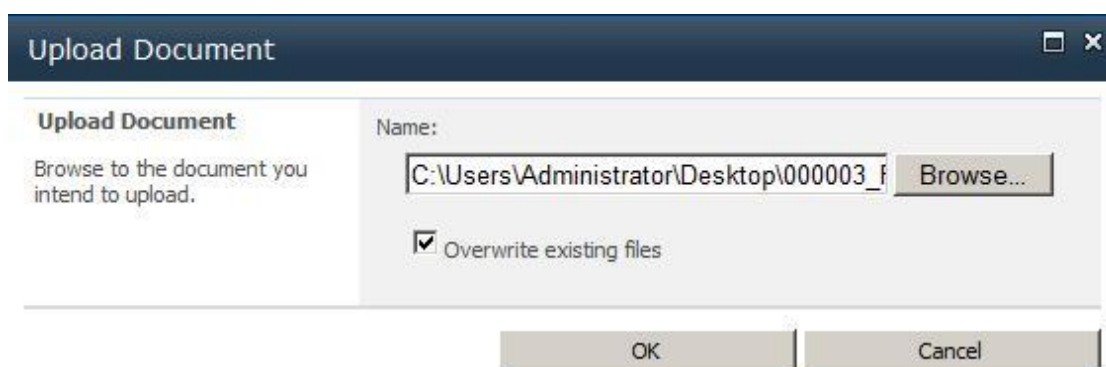 Upload Document
Upload Document
Browse to the document you
intend to upload.
Name:
C:\Users\Administrator\Desktop\000003_F
Browse...
Overwrite existing files
OK
Cancel